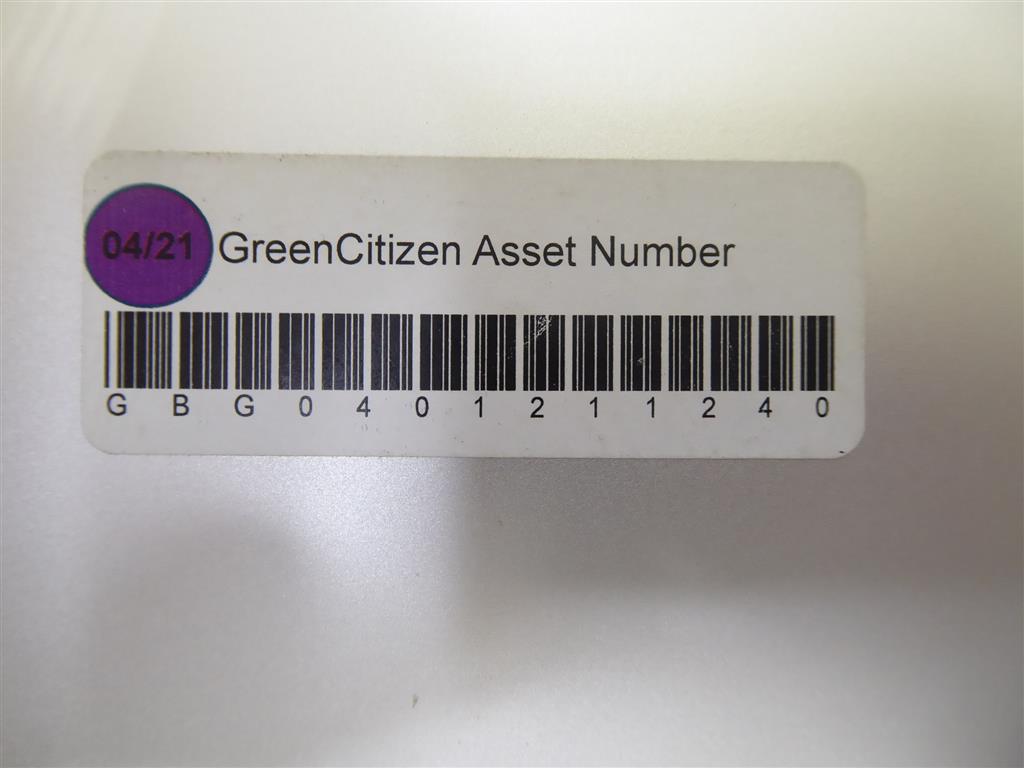 04/21 GreenCitizen Asset Number
G B G 0 4 0 1 2 1 1 2 4 0